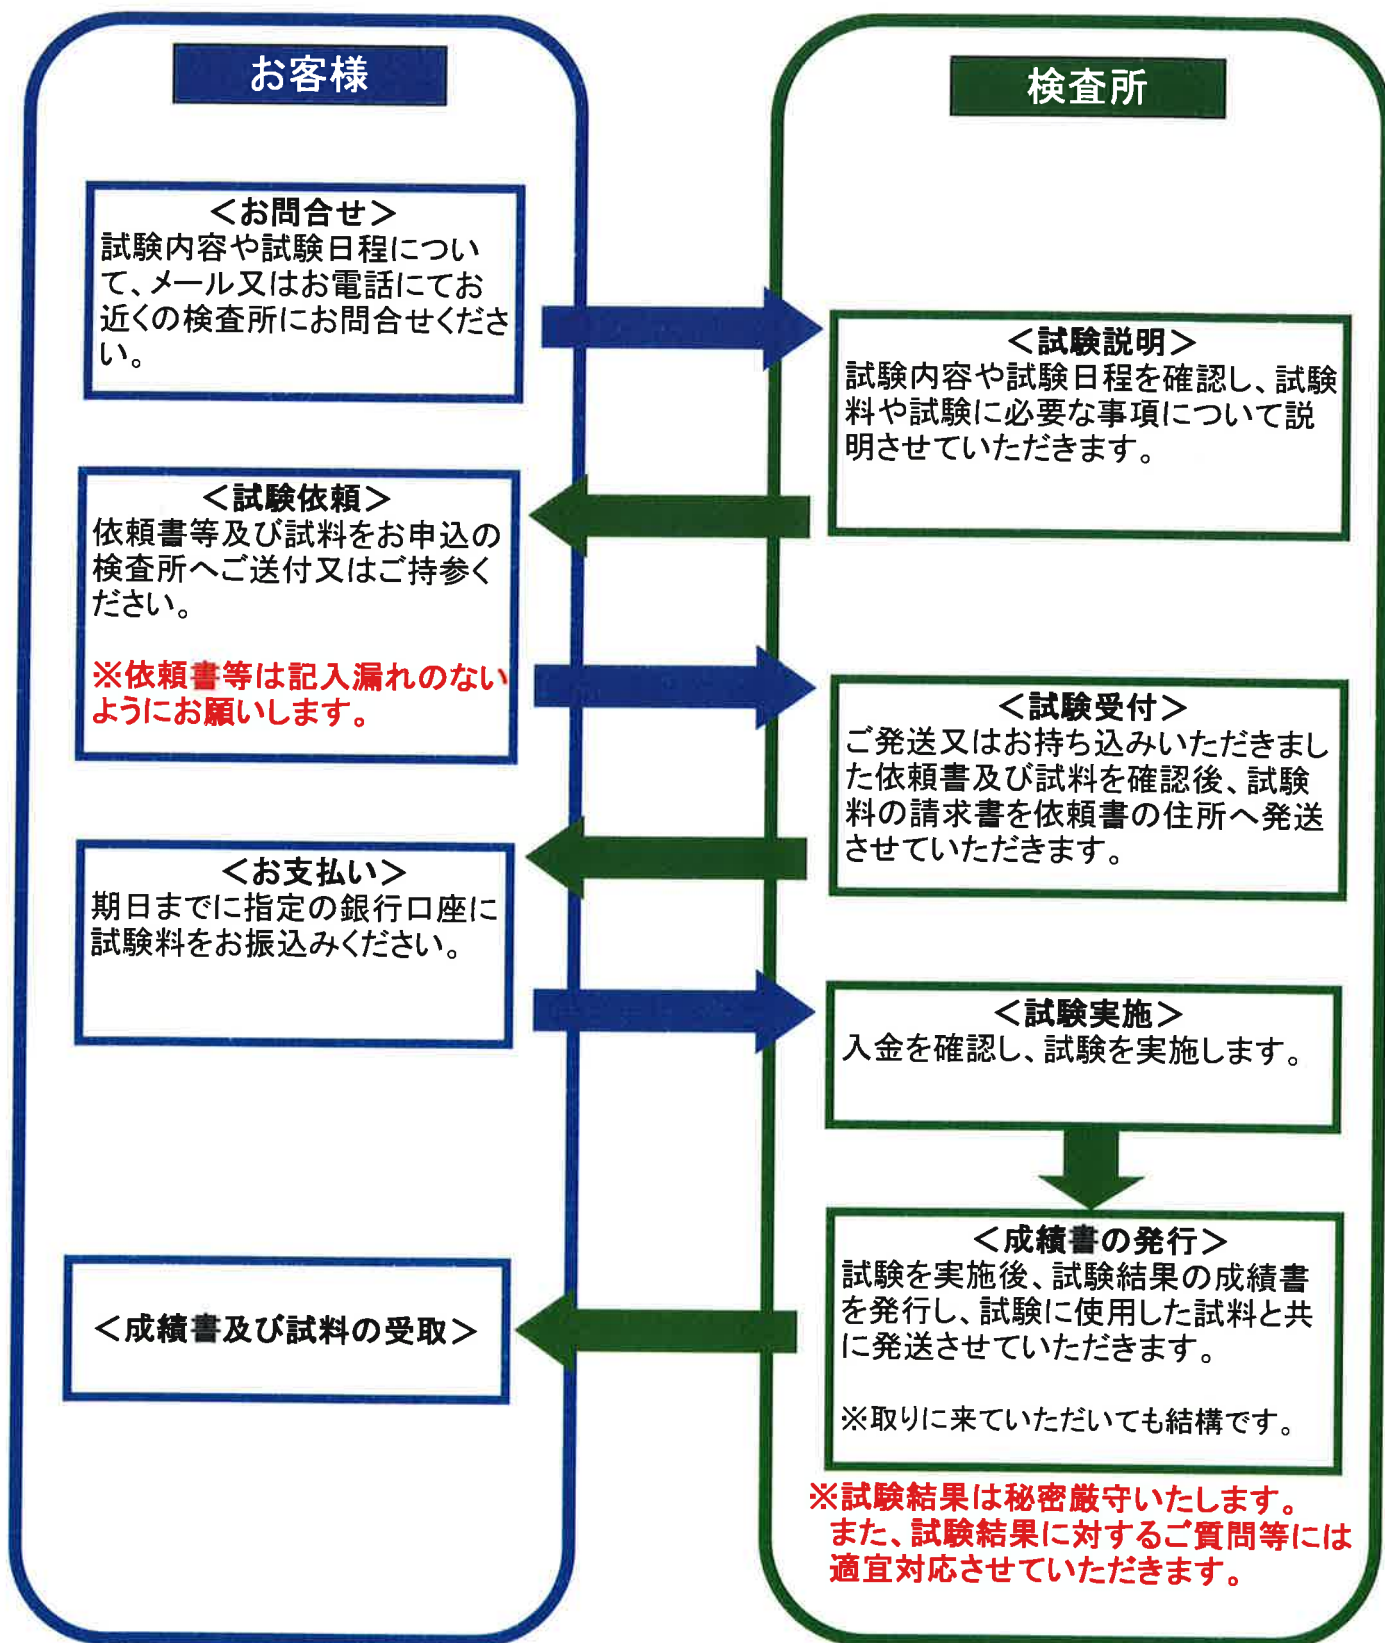 お客様
検査所
＜お問合せ＞
試験内容や試験日程につい
て、メール又はお電話にてお
近くの検査所にお問合せくださ
い。
＜試験説明＞
試験内容や試験日程を確認し、試験
料や試験に必要な事項について説
明させていただきます。
＜試験依頼＞
依頼書等及び試料をお申込の
検査所へご送付又はご持参く
ださい。
※依頼書等は記入漏れのない
ようにお願いします。
＜試験受付＞
ご発送又はお持ち込みいただきまし
た依頼書及び試料を確認後、試験
料の請求書を依頼書の住所へ発送
させていただきます。
＜お支払い＞
期日までに指定の銀行口座に
試験料をお振込みください。
＜試験実施＞
入金を確認し、試験を実施します。
＜成績書の発行＞
試験を実施後、試験結果の成績書
を発行し、試験に使用した試料と共
に発送させていただきます。
※取りに来ていただいても結構です。
＜成績書及び試料の受取＞
※試験結果は秘密厳守いたします。
また、試験結果に対するご質問等には
適宜対応させていただきます。